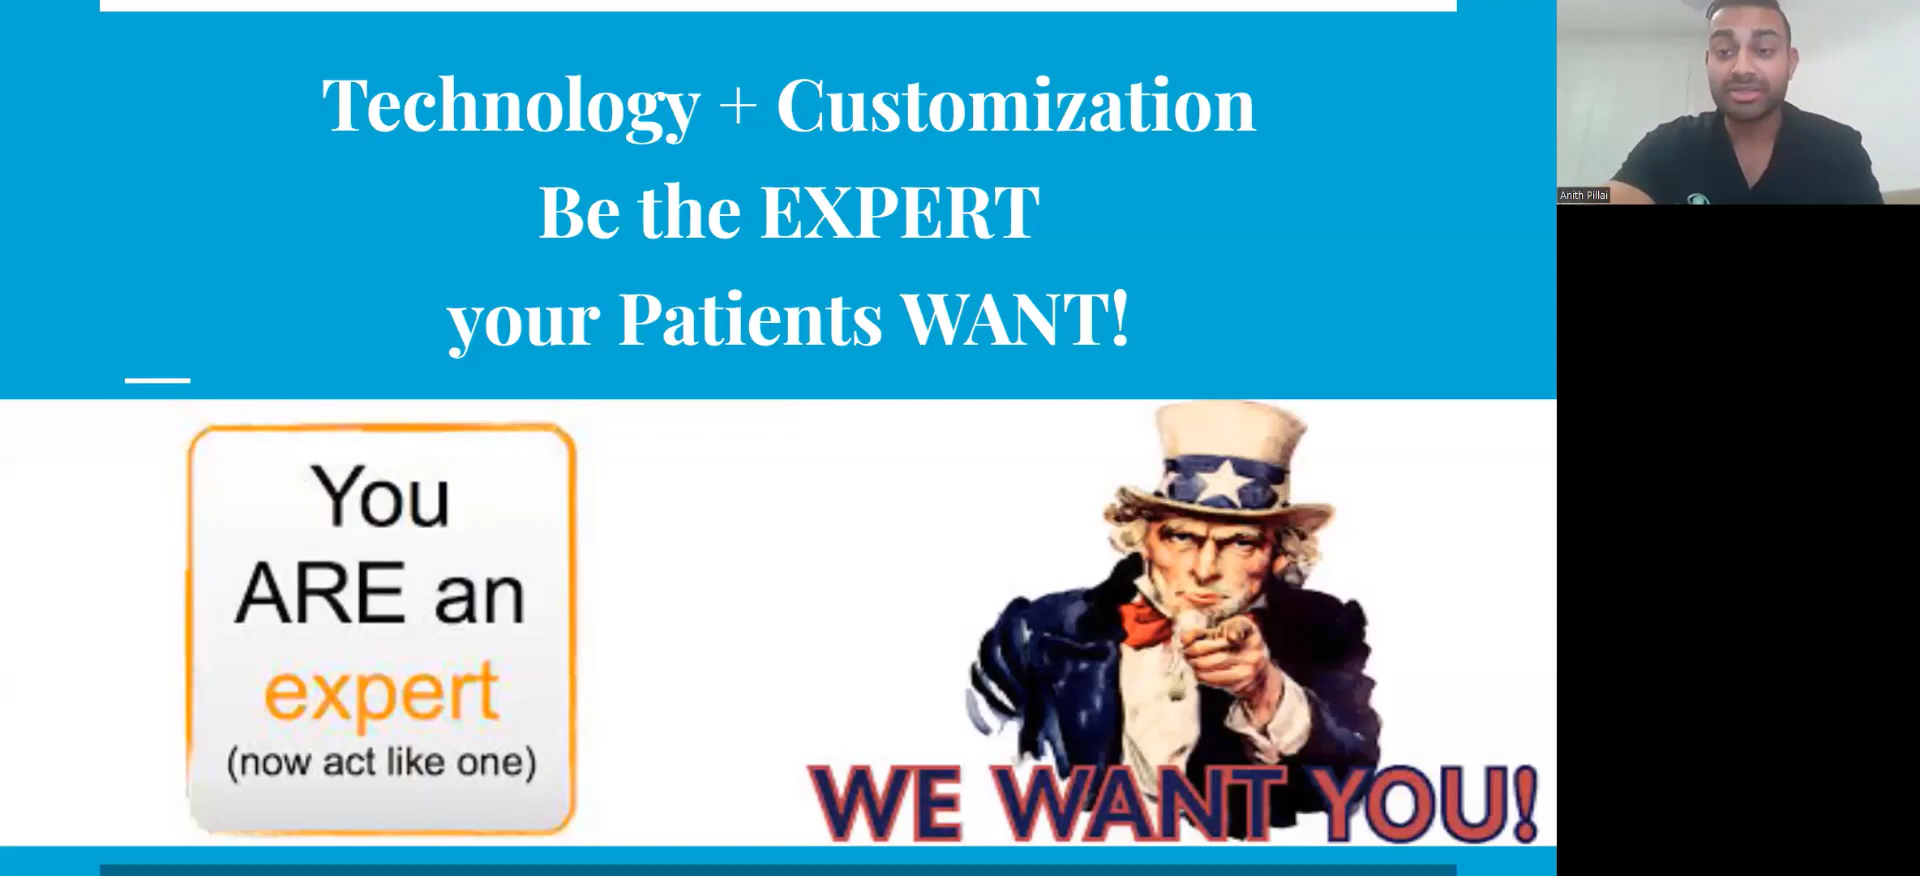 Technology + Customization
Be the EXPERT
your Patients WANT!
You
ARE an
expert
(now act like one)
WE WANT YOU!
Anith Pillai